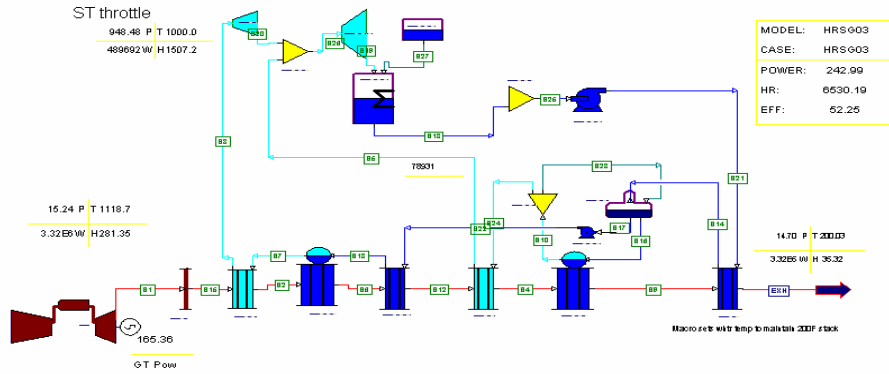 ST throttle
948.48 P T 1000.0
489692 W H 1507.2
MODEL: HRSG03
CASE: HRSG03
POWER: 242.99
HR: 6530.19
EFF: 52.25
B20
B26
B19
B27
B25
B18
B3
B5
78931
B28
B21
B24
B22
B10
B17
B16
B14
15.24 P T 1118.7
3.32E6 W H 281.35
14.70 P T 200.03
3.32E6 W H 36.32
B7
B13
B1
B15
B2
B8
B12
B4
B9
EXH
165.36
GT Pow
Macro sets wtr temp to maintain 200F stack